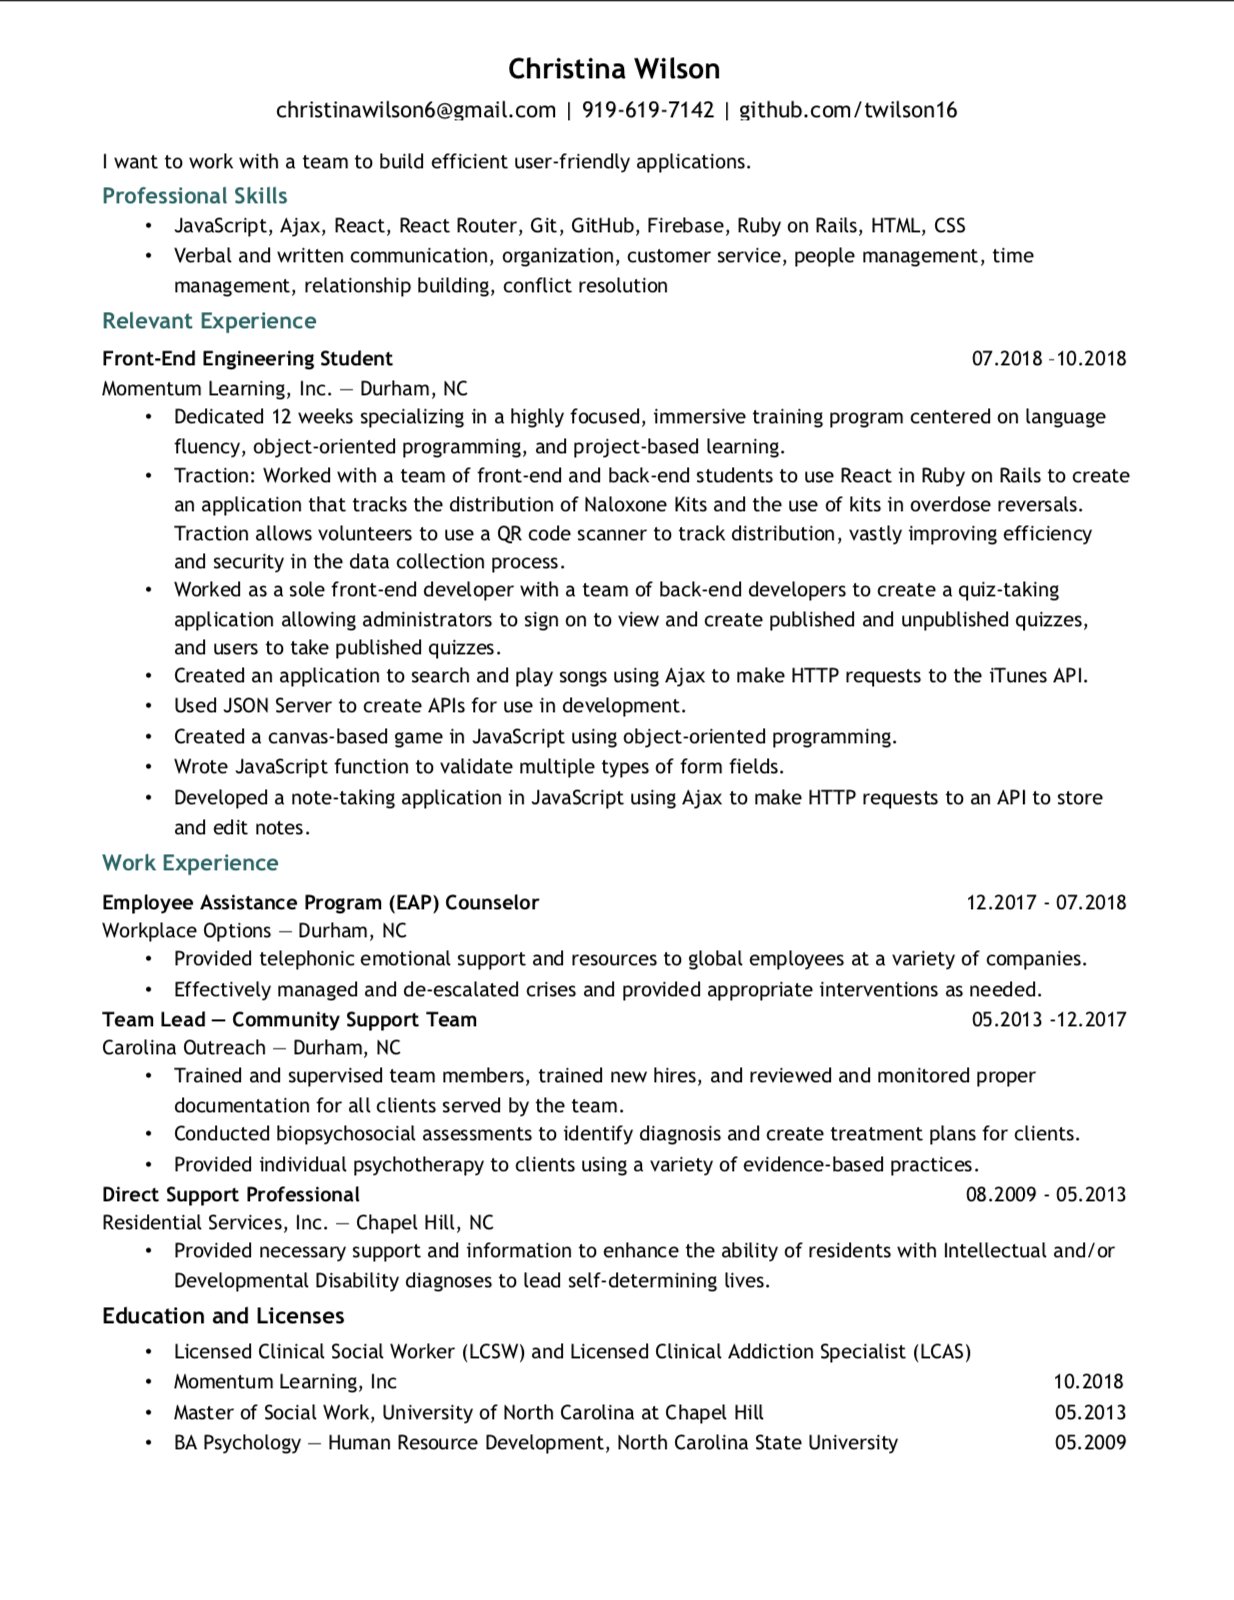 Christina Wilson
christinawilson6@gmail.com | 919-619-7142 | github.com/twilson16
I want to work with a team to build efficient user-friendly applications.
Professional Skills
• JavaScript, Ajax, React, React Router, Git, GitHub, Firebase, Ruby on Rails, HTML, CSS
• Verbal and written communication, organization, customer service, people management, time
management, relationship building, conflict resolution
Relevant Experience
Front-End Engineering Student 07.2018 -10.2018
Momentum Learning, Inc. — Durham, NC
• Dedicated 12 weeks specializing in a highly focused, immersive training program centered on language
fluency, object-oriented programming, and project-based learning.
• Traction: Worked with a team of front-end and back-end students to use React in Ruby on Rails to create
an application that tracks the distribution of Naloxone Kits and the use of kits in overdose reversals.
Traction allows volunteers to use a QR code scanner to track distribution, vastly improving efficiency
and security in the data collection process.
• Worked as a sole front-end developer with a team of back-end developers to create a quiz-taking
application allowing administrators to sign on to view and create published and unpublished quizzes,
and users to take published quizzes.
• Created an application to search and play songs using Ajax to make HTTP requests to the iTunes API.
• Used JSON Server to create APIs for use in development.
• Created a canvas-based game in JavaScript using object-oriented programming.
• Wrote JavaScript function to validate multiple types of form fields.
• Developed a note-taking application in JavaScript using Ajax to make HTTP requests to an API to store
and edit notes.
Work Experience
Employee Assistance Program (EAP) Counselor 12.2017 - 07.2018
Workplace Options — Durham, NC
• Provided telephonic emotional support and resources to global employees at a variety of companies.
• Effectively managed and de-escalated crises and provided appropriate interventions as needed.
Team Lead — Community Support Team 05.2013 -12.2017
Carolina Outreach — Durham, NC
• Trained and supervised team members, trained new hires, and reviewed and monitored proper
documentation for all clients served by the team.
• Conducted biopsychosocial assessments to identify diagnosis and create treatment plans for clients.
• Provided individual psychotherapy to clients using a variety of evidence-based practices.
Direct Support Professional 08.2009 - 05.2013
Residential Services, Inc. — Chapel Hill, NC
• Provided necessary support and information to enhance the ability of residents with Intellectual and/or
Developmental Disability diagnoses to lead self-determining lives.
Education and Licenses
• Licensed Clinical Social Worker (LCSW) and Licensed Clinical Addiction Specialist (LCAS)
• Momentum Learning, Inc 10.2018
• Master of Social Work, University of North Carolina at Chapel Hill 05.2013
• BA Psychology — Human Resource Development, North Carolina State University 05.2009